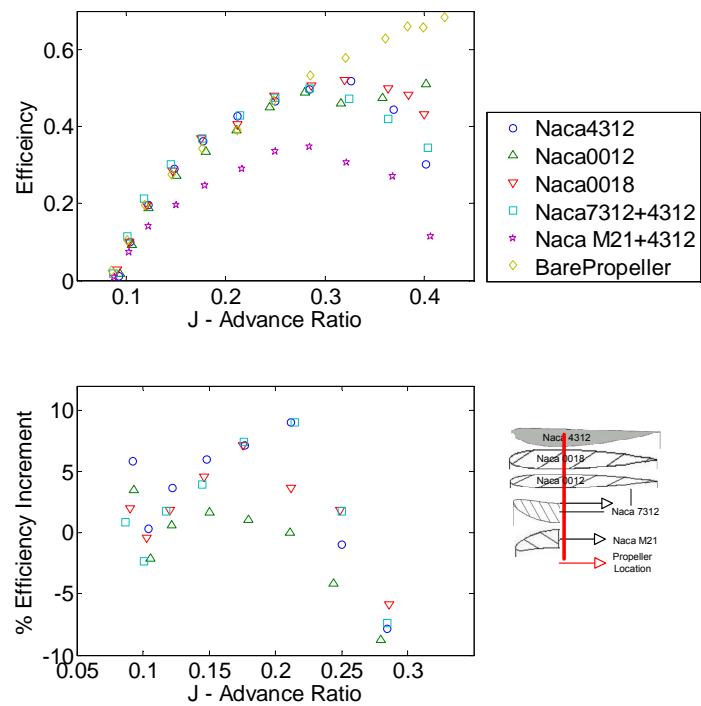 0.6
0.4
0.2
0
Efficeincy
0.1
0.2
0.3
0.4
J - Advance Ratio
Naca4312
Naca0012
Naca0018
Naca7312+4312
Naca M21+4312
BarePropeller
10
5
0
-5
-10
% Efficiency Increment
0.05
0.1
0.15
0.2
0.25
0.3
J - Advance Ratio
Naca 4312
Naca 0018
Naca 0012
Naca 7312
Naca M21
Propeller
Location